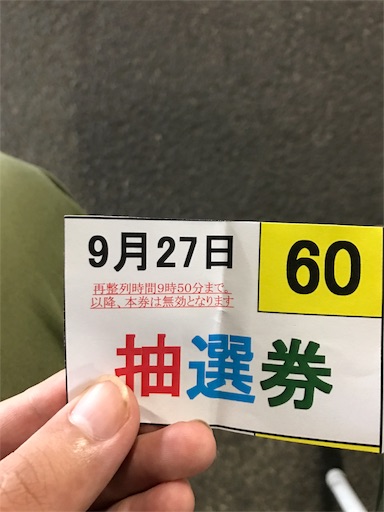 9月27日
60
再整列時間9時50分まで。
以降、本券は無効となります
抽選券